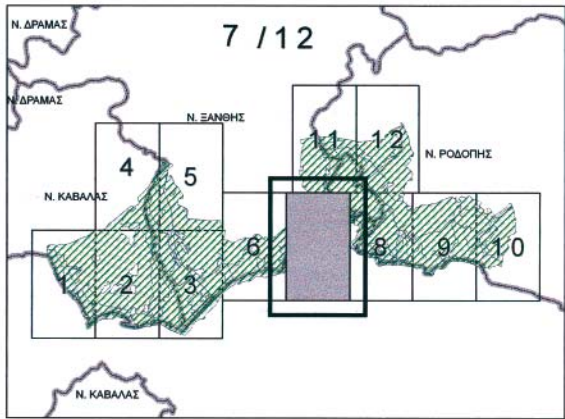 Ν. ΔΡΑΜΑΣ
7 / 12
Ν. ΔΡΑΜΑΣ
Ν. ΞΑΝΘΗΣ
11 12
4 5
Ν. ΡΟΔΟΠΗΣ
Ν. ΚΑΒΑΛΑΣ
6 8 9 10
1 2 3
Ν. ΚΑΒΑΛΑΣ